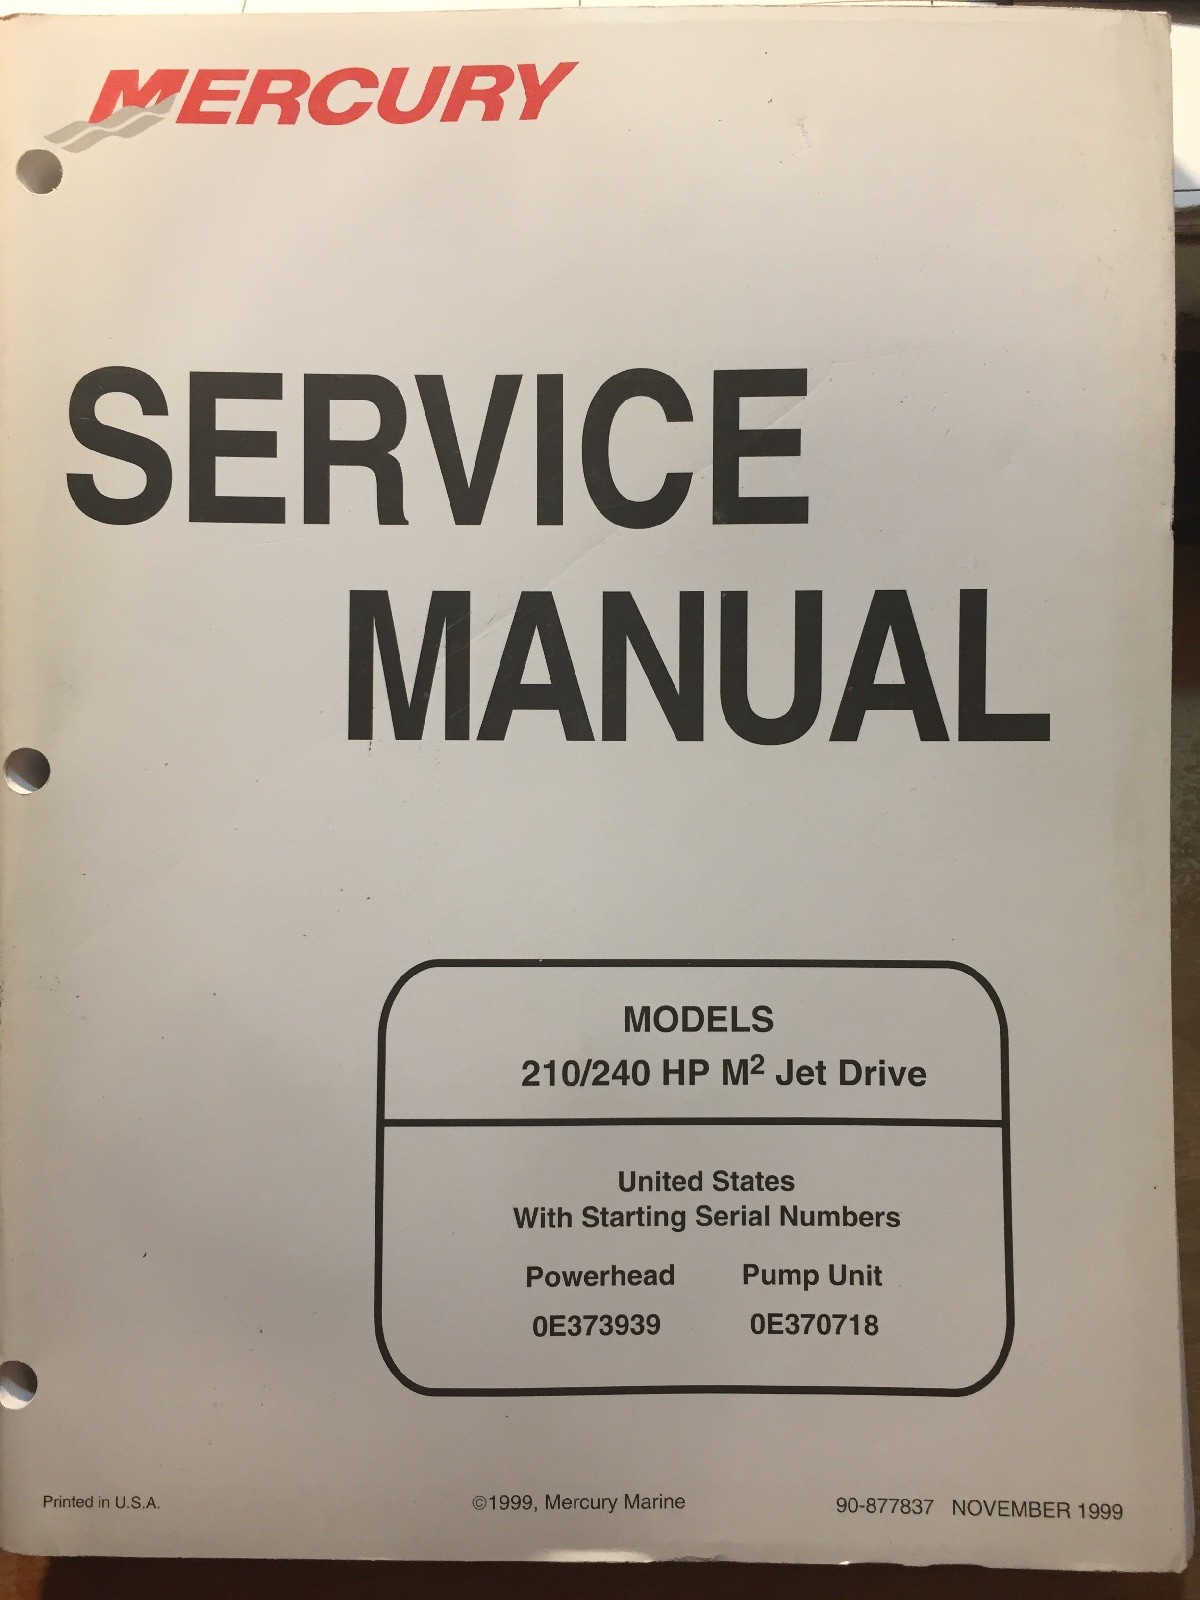 MERCURY
SERVICE
MANUAL
MODELS
210/240 HP M² Jet Drive
United States
With Starting Serial Numbers
Powerhead Pump Unit
0E373939 0E370718
Printed in U.S.A. ©1999, Mercury Marine 90-877837 NOVEMBER 1999